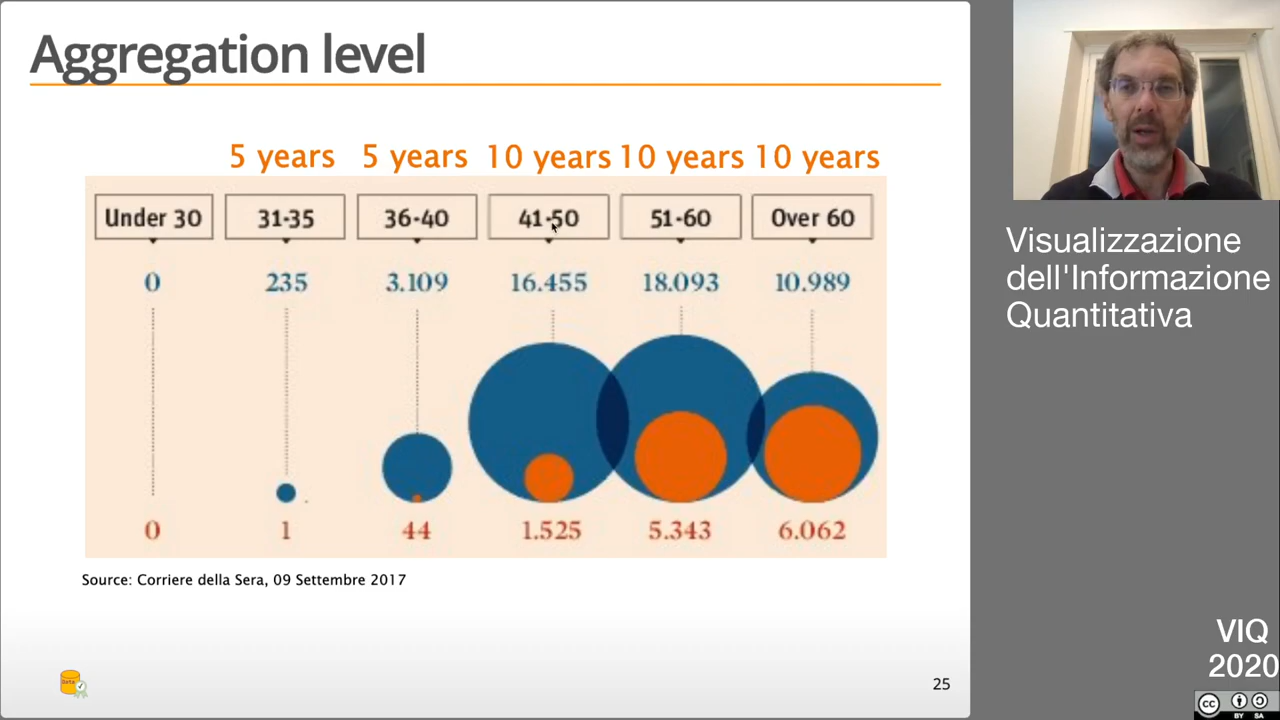 Aggregation level
5 years 5 years 10 years 10 years 10 years
Under 30 31-35 36-40 41-50 51-60 Over 60
0 235 3.109 16.455 18.093 10.989
0 1 44 1.525 5.343 6.062
Source: Corriere della Sera, 09 Settembre 2017
25
Visualizzazione
dell'Informazione
Quantitativa
VIQ
2020
cc
BY SA